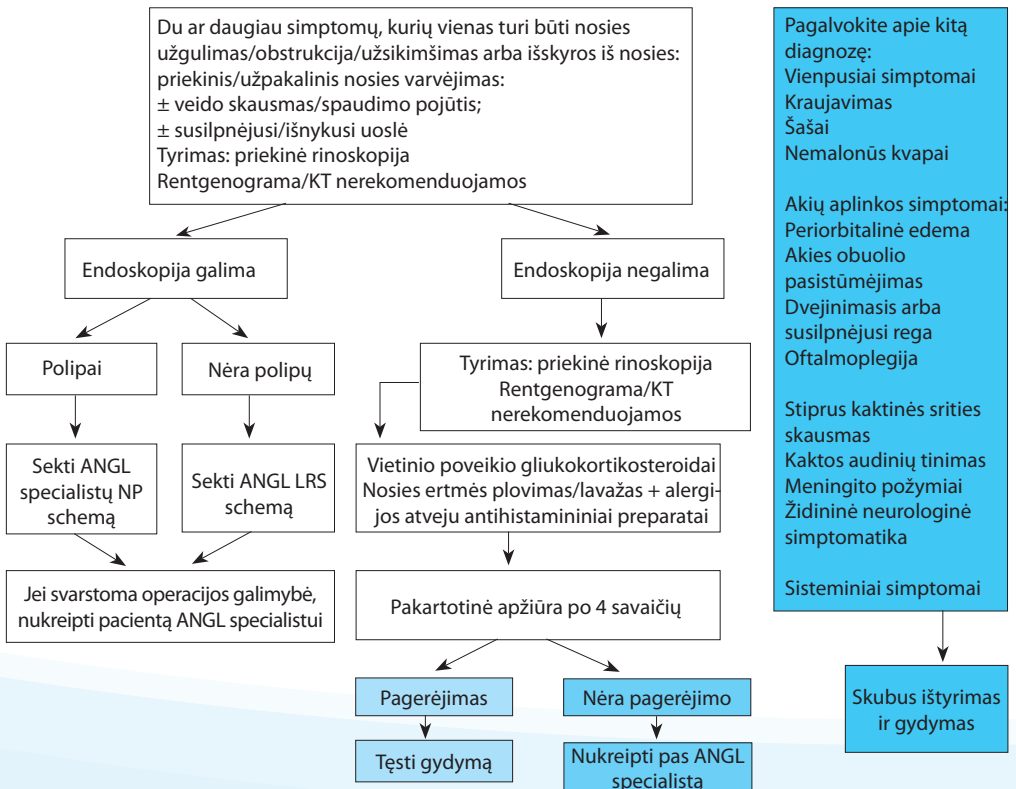 Du ar daugiau simptomų, kurių vienas turi būti nosies
užgulimas/obstrukcija/užsikimšimas arba išskyros iš nosies:
priekinis/užpakalinis nosies varvėjimas:
± veido skausmas/spaudimo pojūtis;
± susilpnėjusi/išnykusi uoslė
Tyrimas: priekinė rinoskopija
Rentgenograma/KT nerekomenduojamos
Endoskopija galima
Endoskopija negalima
Polipai
Nėra polipų
Tyrimas: priekinė rinoskopija
Rentgenograma/KT
nerekomenduojamos
Sekti ANGL
specialistų NP
schemą
Sekti ANGL LRS
schemą
Vietinio poveikio gliukokortikosteroidai
Nosies ertmės plovimas/lavažas + alergi-
jos atveju antihistamininiai preparatai
Jei svarstoma operacijos galimybė,
nukreipti pacientą ANGL specialistui
Pakartotinė apžiūra po 4 savaičių
Pagerėjimas
Nėra pagerėjimo
Tęsti gydymą
Nukreipti pas ANGL
specialistą
Pagalvokite apie kitą
diagnozę:
Vienpusiai simptomai
Kraujavimas
Šašai
Nemalonūs kvapai
Akių aplinkos simptomai:
Periorbitalinė edema
Akies obuolio
pasistūmėjimas
Dvejinimasis arba
susilpnėjusi rega
Oftalmoplegija
Stiprus kaktinės srities
skausmas
Kaktos audinių tinimas
Meningito požymiai
Židininė neurologinė
simptomatika
Sisteminiai simptomai
Skubus ištyrimas
ir gydymas